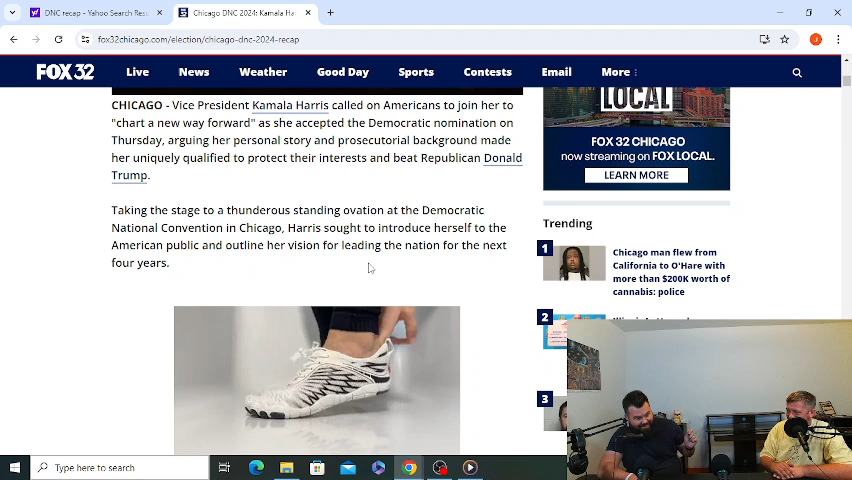 DNC recap - Yahoo Search Resu
Chicago DNC 2024: Kamala Har
fox32chicago.com/election/chicago-dnc-2024-recap
FOX 32
Live
News
Weather
Good Day
Sports
Contests
Email
More
CHICAGO - Vice President Kamala Harris called on Americans to join her to
"chart a new way forward" as she accepted the Democratic nomination on
Thursday, arguing her personal story and prosecutorial background made
her uniquely qualified to protect their interests and beat Republican Donald
Trump.
Taking the stage to a thunderous standing ovation at the Democratic
National Convention in Chicago, Harris sought to introduce herself to the
American public and outline her vision for leading the nation for the next
four years.
LOCAL
FOX 32 CHICAGO
now streaming on FOX LOCAL.
LEARN MORE
Trending
1
Chicago man flew from
California to O'Hare with
more than $200K worth of
cannabis: police
2
3
Type here to search